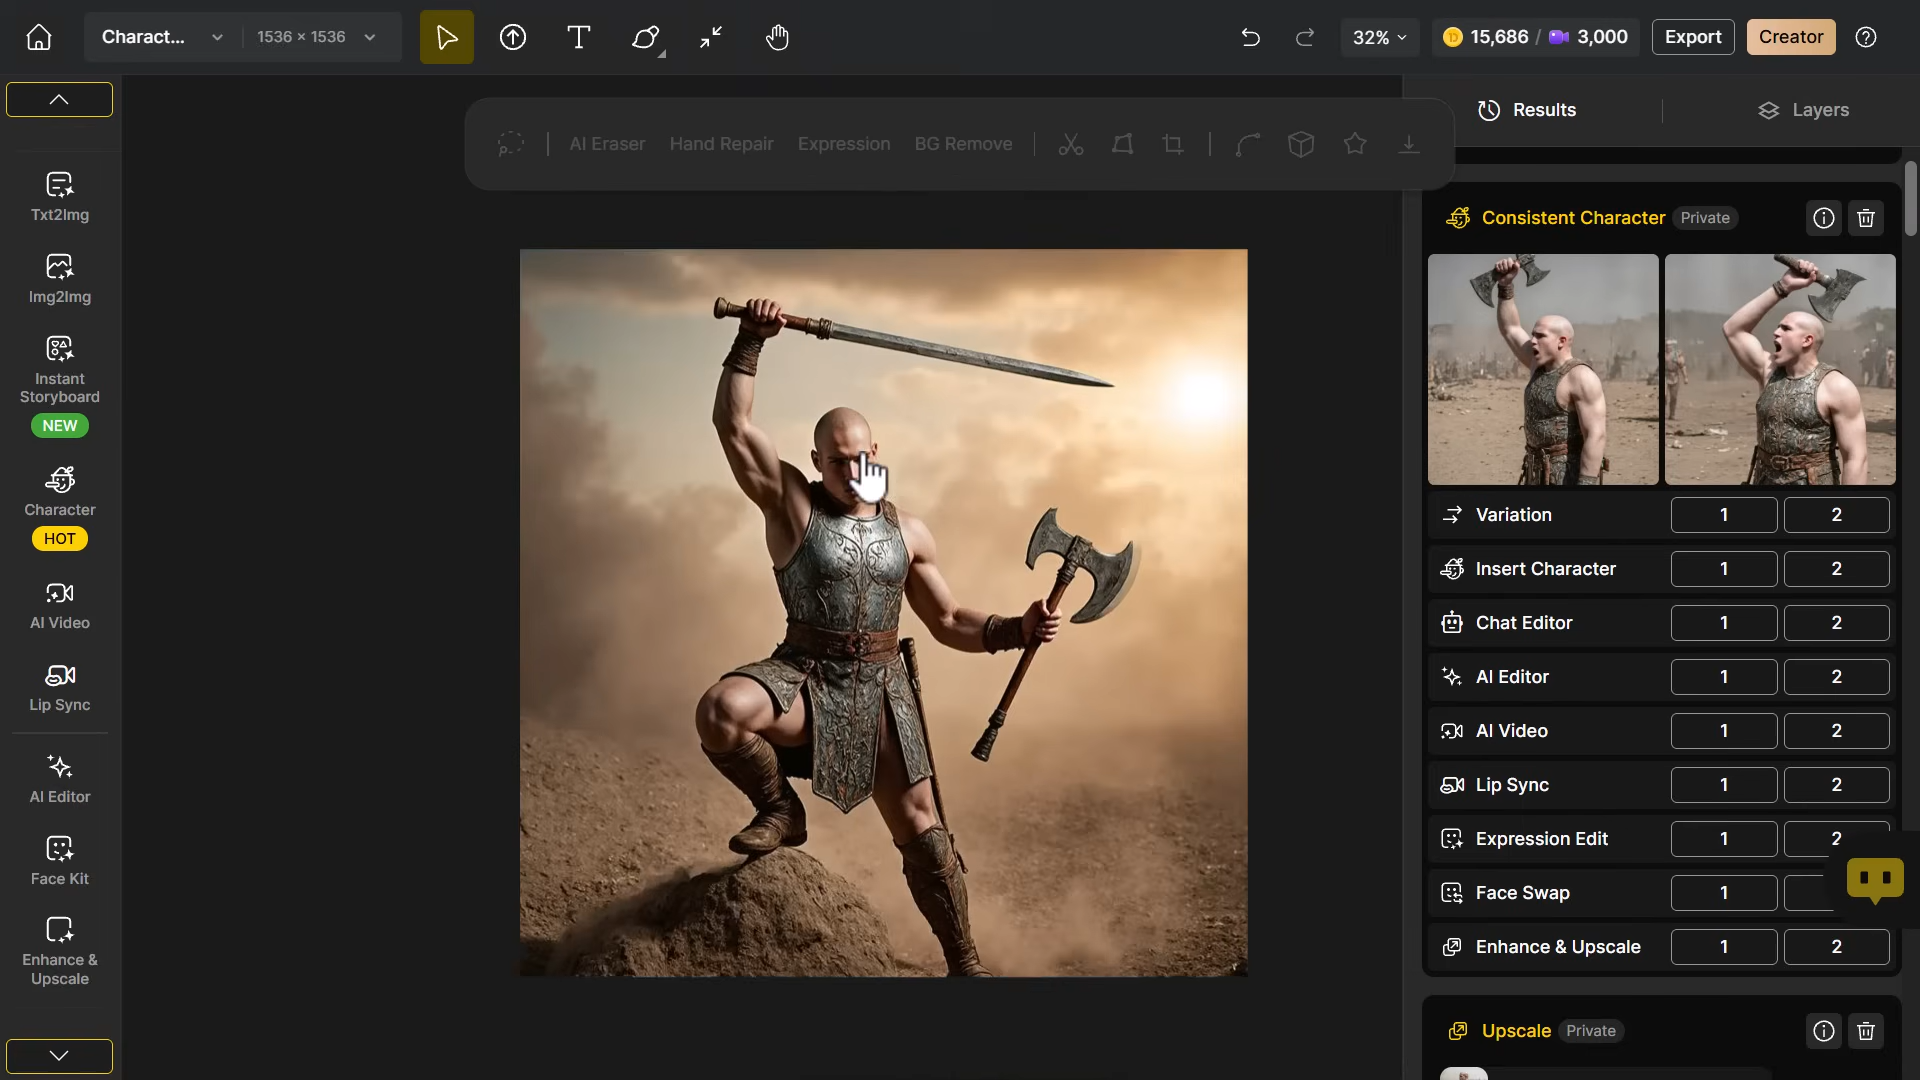 Charact...
1536 × 1536
32%
15,686 / 3,000
Export
Creator
Txt2Img
Img2Img
Instant
Storyboard
NEW
Character
HOT
AI Video
Lip Sync
AI Editor
Face Kit
Enhance &
Upscale
AI Eraser
Hand Repair
Expression
BG Remove
Results
Layers
Consistent Character
Private
Variation 1 2
Insert Character 1 2
Chat Editor 1 2
AI Editor 1 2
AI Video 1 2
Lip Sync 1 2
Expression Edit 1 2
Face Swap 1
Enhance & Upscale 1 2
Upscale
Private